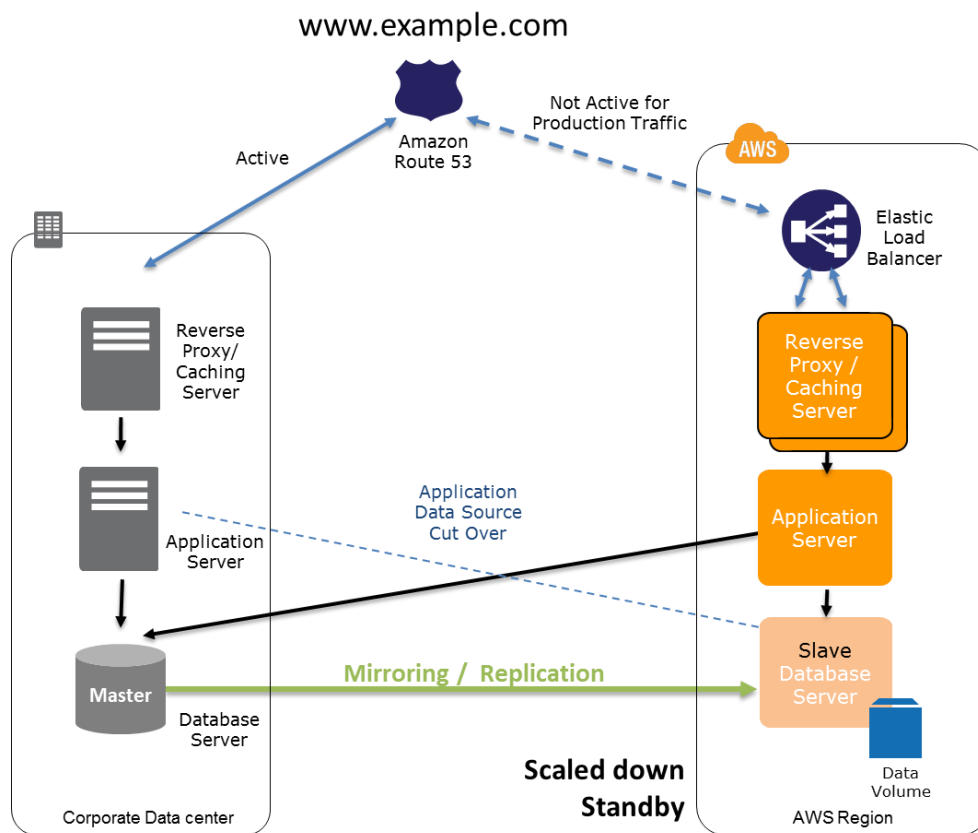 www.example.com
Not Active for
Production Traffic
Amazon
Route 53
Active
AWS
Elastic
Load
Balancer
Reverse
Proxy/
Caching
Server
Reverse
Proxy /
Caching
Server
Application
Data Source
Cut Over
Application
Server
Application
Server
Master
Database
Server
Mirroring / Replication
Slave
Database
Server
Scaled down
Standby
Data
Volume
Corporate Data center
AWS Region